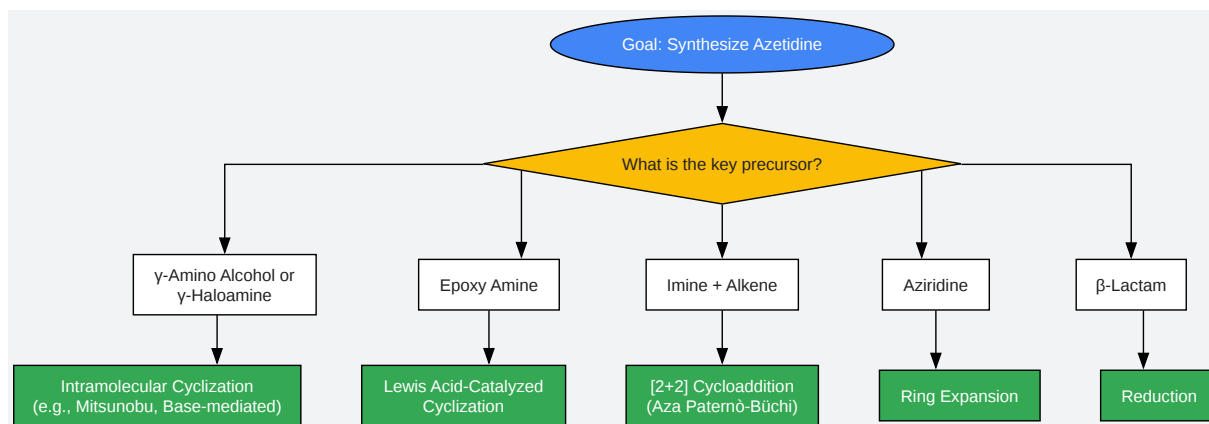 Goal: Synthesize Azetidine
What is the key precursor?
γ-Amino Alcohol or
γ-Haloamine
Epoxy Amine
Imine + Alkene
Aziridine
β-Lactam
Intramolecular Cyclization
(e.g., Mitsunobu, Base-mediated)
Lewis Acid-Catalyzed
Cyclization
[2+2] Cycloaddition
(Aza Paternò-Büchi)
Ring Expansion
Reduction